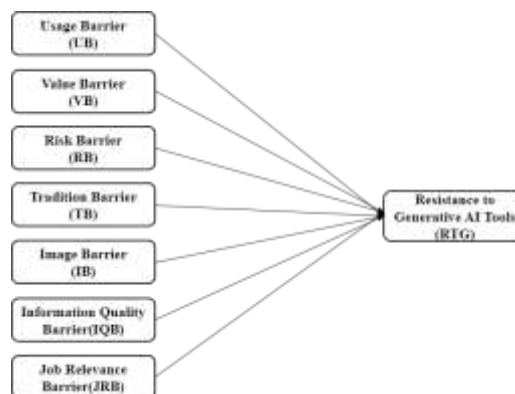 Usage Barrier
(UB)
Value Barrier
(VB)
Risk Barrier
(RB)
Tradition Barrier
(TB)
Image Barrier
(IB)
Information Quality
Barrier(IQB)
Job Relevance
Barrier(JRB)
Resistance to
Generative AI Tools
(RTG)